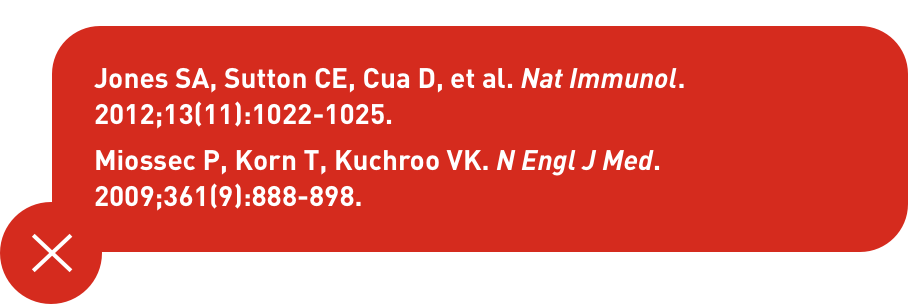 Jones SA, Sutton CE, Cua D, et al. Nat Immunol.
2012;13(11):1022-1025.
Miossec P, Korn T, Kuchroo VK. N Engl J Med.
2009;361(9):888-898.